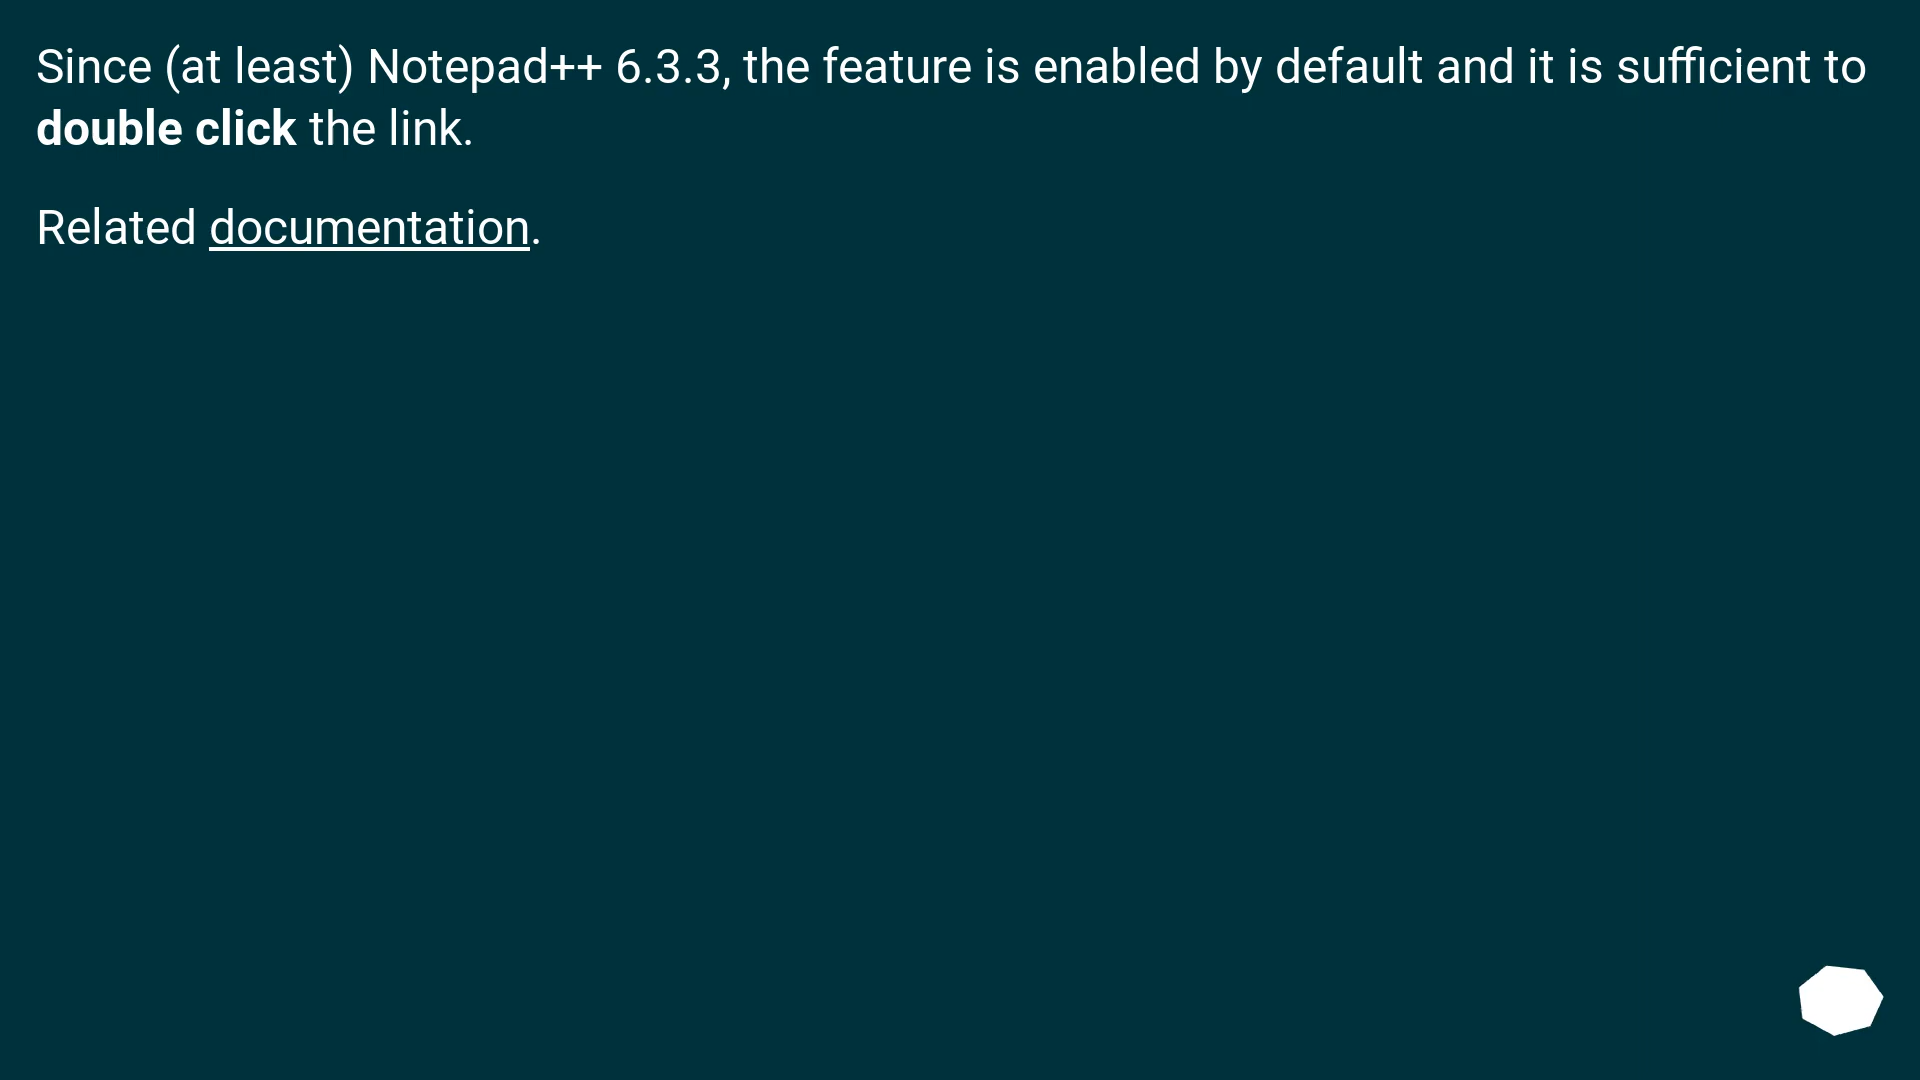 Since (at least) Notepad++ 6.3.3, the feature is enabled by default and it is sufficient to
double click the link.
Related documentation.